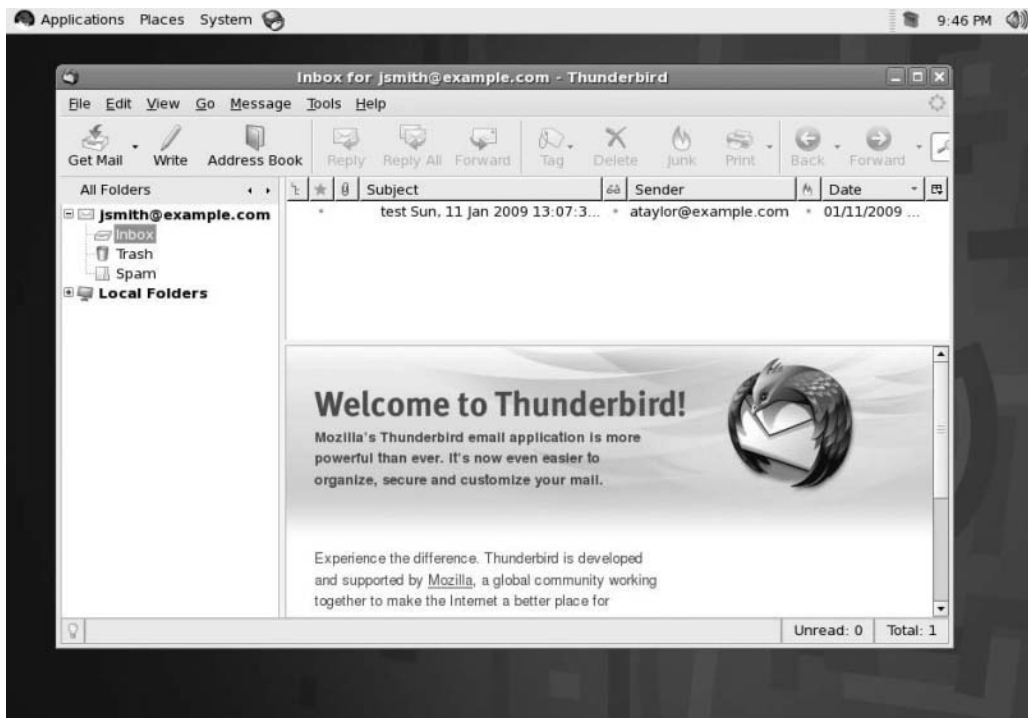 Applications Places System 9:46 PM
Inbox for jsmith@example.com - Thunderbird
File Edit View Go Message Tools Help
Get Mail Write Address Book Reply Reply All Forward Tag Delete Junk Print Back Forward
All Folders Subject Sender Date
jsmith@example.com test Sun, 11 Jan 2009 13:07:3... ataylor@example.com 01/11/2009 ...
Inbox
Trash
Spam
Local Folders
Welcome to Thunderbird!
Mozilla's Thunderbird email application is more
powerful than ever. It's now even easier to
organize, secure and customize your mail.
Experience the difference. Thunderbird is developed
and supported by Mozilla, a global community working
together to make the Internet a better place for
Unread: 0 Total: 1